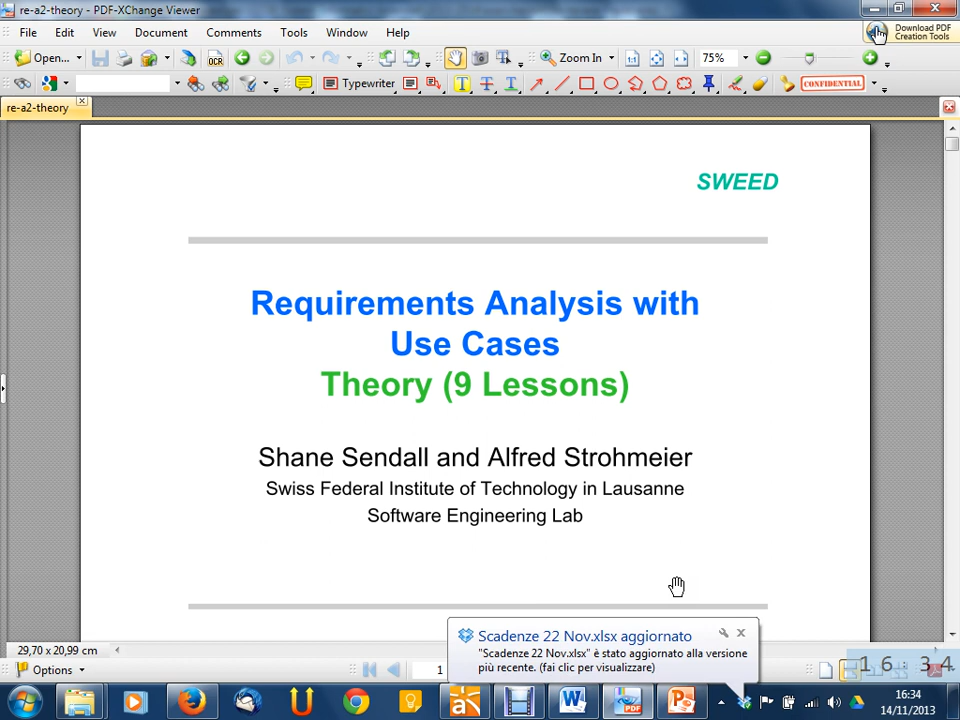 re-a2-theory - PDF-XChange Viewer
File Edit View Document Comments Tools Window Help
Download PDF Creation Tools
Open... OCR Zoom In 75%
Typewriter CONFIDENTIAL
re-a2-theory
SWEED
Requirements Analysis with
Use Cases
Theory (9 Lessons)
Shane Sendall and Alfred Strohmeier
Swiss Federal Institute of Technology in Lausanne
Software Engineering Lab
29,70 x 20,99 cm
Scadenze 22 Nov.xlsx aggiornato
"Scadenze 22 Nov.xlsx" è stato aggiornato alla versione
più recente. (fai clic per visualizzare)
Options 1
16:34
16:34
14/11/2013